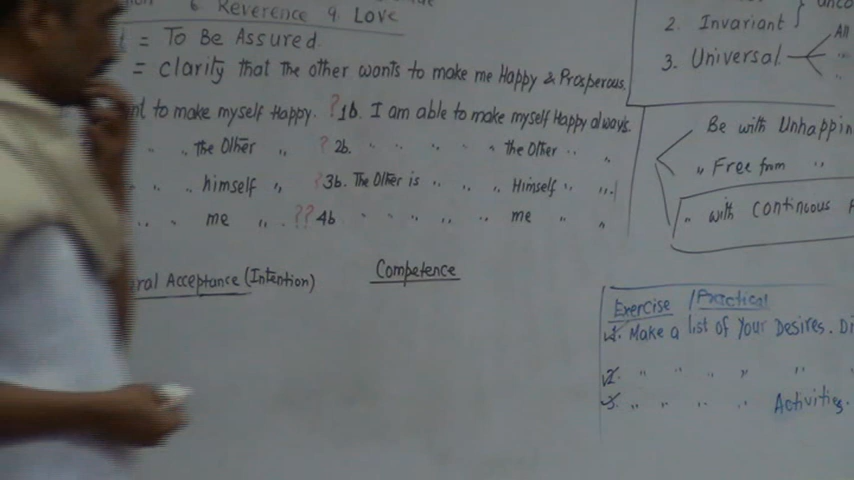 6. Reverence 9. Love
= To Be Assured
= clarity that the other wants to make me Happy & Prosperous.
to make myself Happy. ? 1b. I am able to make myself Happy always.
" " the Other " ? 2b. " " " " the Other " "
" " himself " ? 3b. The Other is " " " Himself " "
" " me " ?? 4b " " " " " me " "
Acceptance (Intention) Competence
2. Invariant
3. Universal All
Be with Unhappin
" Free from "
" with continuous
Exercise / Practical
1. Make a list of Your Desires.
2. " " " " "
3. " " " " Activities.